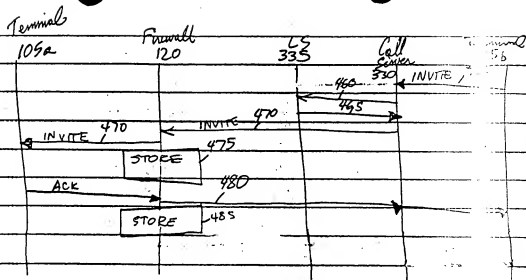 Terminal
105a
Firewall
120
LS
335
Call
Server
330
INVITE
460
465
INVITE 470
INVITE 470
STORE 475
ACK
480
STORE 485